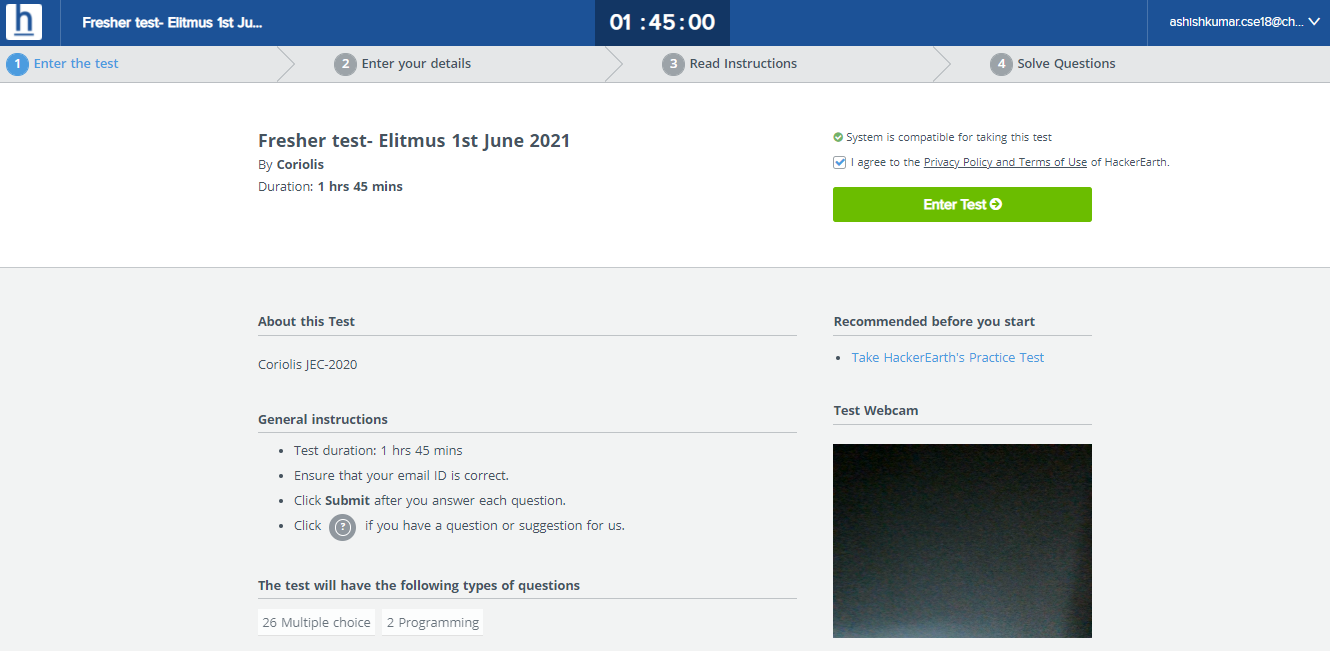 h
Fresher test- Elitmus 1st Ju...
01 :45:00
ashishkumar.cse18@ch...
1 Enter the test
2 Enter your details
3 Read Instructions
4 Solve Questions
Fresher test- Elitmus 1st June 2021
By Coriolis
Duration: 1 hrs 45 mins
System is compatible for taking this test
I agree to the Privacy Policy and Terms of Use of HackerEarth.
Enter Test
About this Test
Coriolis JEC-2020
General instructions
• Test duration: 1 hrs 45 mins
• Ensure that your email ID is correct.
• Click Submit after you answer each question.
• Click ? if you have a question or suggestion for us.
The test will have the following types of questions
26 Multiple choice
2 Programming
Recommended before you start
• Take HackerEarth's Practice Test
Test Webcam